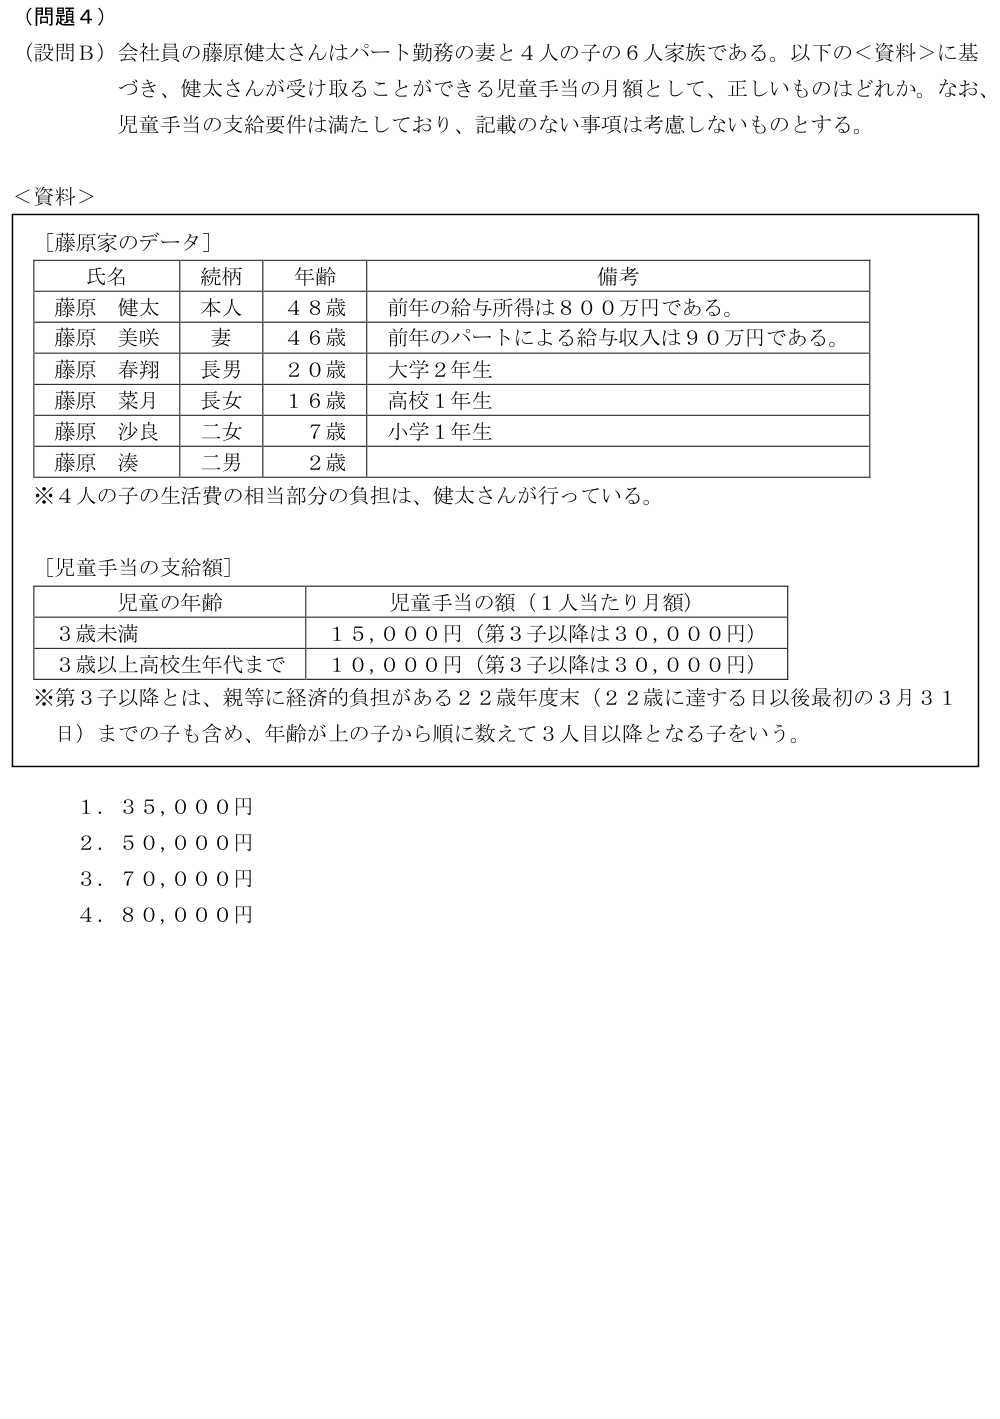 （問題４）
（設問Ｂ）会社員の藤原健太さんはパート勤務の妻と４人の子の６人家族である。以下の＜資料＞に基
づき、健太さんが受け取ることができる児童手当の月額として、正しいものはどれか。なお、
児童手当の支給要件は満たしており、記載のない事項は考慮しないものとする。
＜資料＞
［藤原家のデータ］
氏名 続柄 年齢 備考
藤原　健太 本人 ４８歳 前年の給与所得は８００万円である。
藤原　美咲 妻 ４６歳 前年のパートによる給与収入は９０万円である。
藤原　春翔 長男 ２０歳 大学２年生
藤原　菜月 長女 １６歳 高校１年生
藤原　沙良 二女 ７歳 小学１年生
藤原　湊 二男 ２歳
※４人の子の生活費の相当部分の負担は、健太さんが行っている。
［児童手当の支給額］
児童の年齢 児童手当の額（１人当たり月額）
３歳未満 １５,０００円（第３子以降は３０,０００円）
３歳以上高校生年代まで １０,０００円（第３子以降は３０,０００円）
※第３子以降とは、親等に経済的負担がある２２歳年度末（２２歳に達する日以後最初の３月３１
日）までの子も含め、年齢が上の子から順に数えて３人目以降となる子をいう。
１．３５,０００円
２．５０,０００円
３．７０,０００円
４．８０,０００円